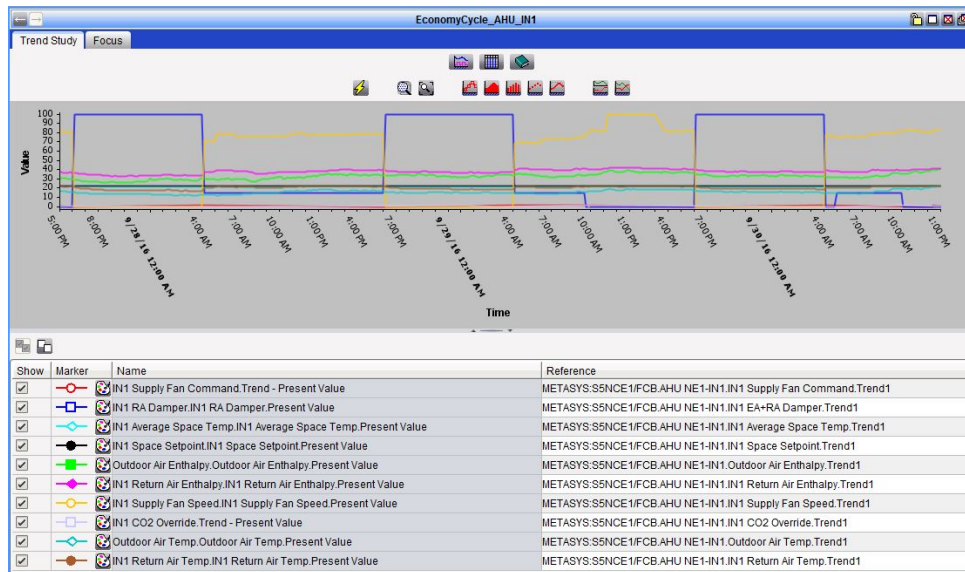 EconomyCycle_AHU_IN1
Trend Study Focus
100
90
80
70
60
50
40
30
20
10
0
Value
5:00 PM 8:00 PM 9/28/16 12:00 AM 4:00 AM 7:00 AM 10:00 AM 1:00 PM 4:00 PM 7:00 PM 9/29/16 12:00 AM 4:00 AM 7:00 AM 10:00 AM 1:00 PM 4:00 PM 7:00 PM 9/30/16 12:00 AM 4:00 AM 7:00 AM 10:00 AM 1:00 PM
Time
Show Marker Name Reference
IN1 Supply Fan Command.Trend - Present Value METASYS:S5NCE1/FCB.AHU NE1-IN1.IN1 Supply Fan Command.Trend1
IN1 RA Damper.IN1 RA Damper.Present Value METASYS:S5NCE1/FCB.AHU NE1-IN1.IN1 EA+RA Damper.Trend1
IN1 Average Space Temp.IN1 Average Space Temp.Present Value METASYS:S5NCE1/FCB.AHU NE1-IN1.IN1 Average Space Temp.Trend1
IN1 Space Setpoint.IN1 Space Setpoint.Present Value METASYS:S5NCE1/FCB.AHU NE1-IN1.IN1 Space Setpoint.Trend1
Outdoor Air Enthalpy.Outdoor Air Enthalpy.Present Value METASYS:S5NCE1/FCB.AHU NE1-IN1.Outdoor Air Enthalpy.Trend1
IN1 Return Air Enthalpy.IN1 Return Air Enthalpy.Present Value METASYS:S5NCE1/FCB.AHU NE1-IN1.IN1 Return Air Enthalpy.Trend1
IN1 Supply Fan Speed.IN1 Supply Fan Speed.Present Value METASYS:S5NCE1/FCB.AHU NE1-IN1.IN1 Supply Fan Speed.Trend1
IN1 CO2 Override.Trend - Present Value METASYS:S5NCE1/FCB.AHU NE1-IN1.IN1 CO2 Override.Trend1
Outdoor Air Temp.Outdoor Air Temp.Present Value METASYS:S5NCE1/FCB.AHU NE1-IN1.Outdoor Air Temp.Trend1
IN1 Return Air Temp.IN1 Return Air Temp.Present Value METASYS:S5NCE1/FCB.AHU NE1-IN1.IN1 Return Air Temp.Trend1